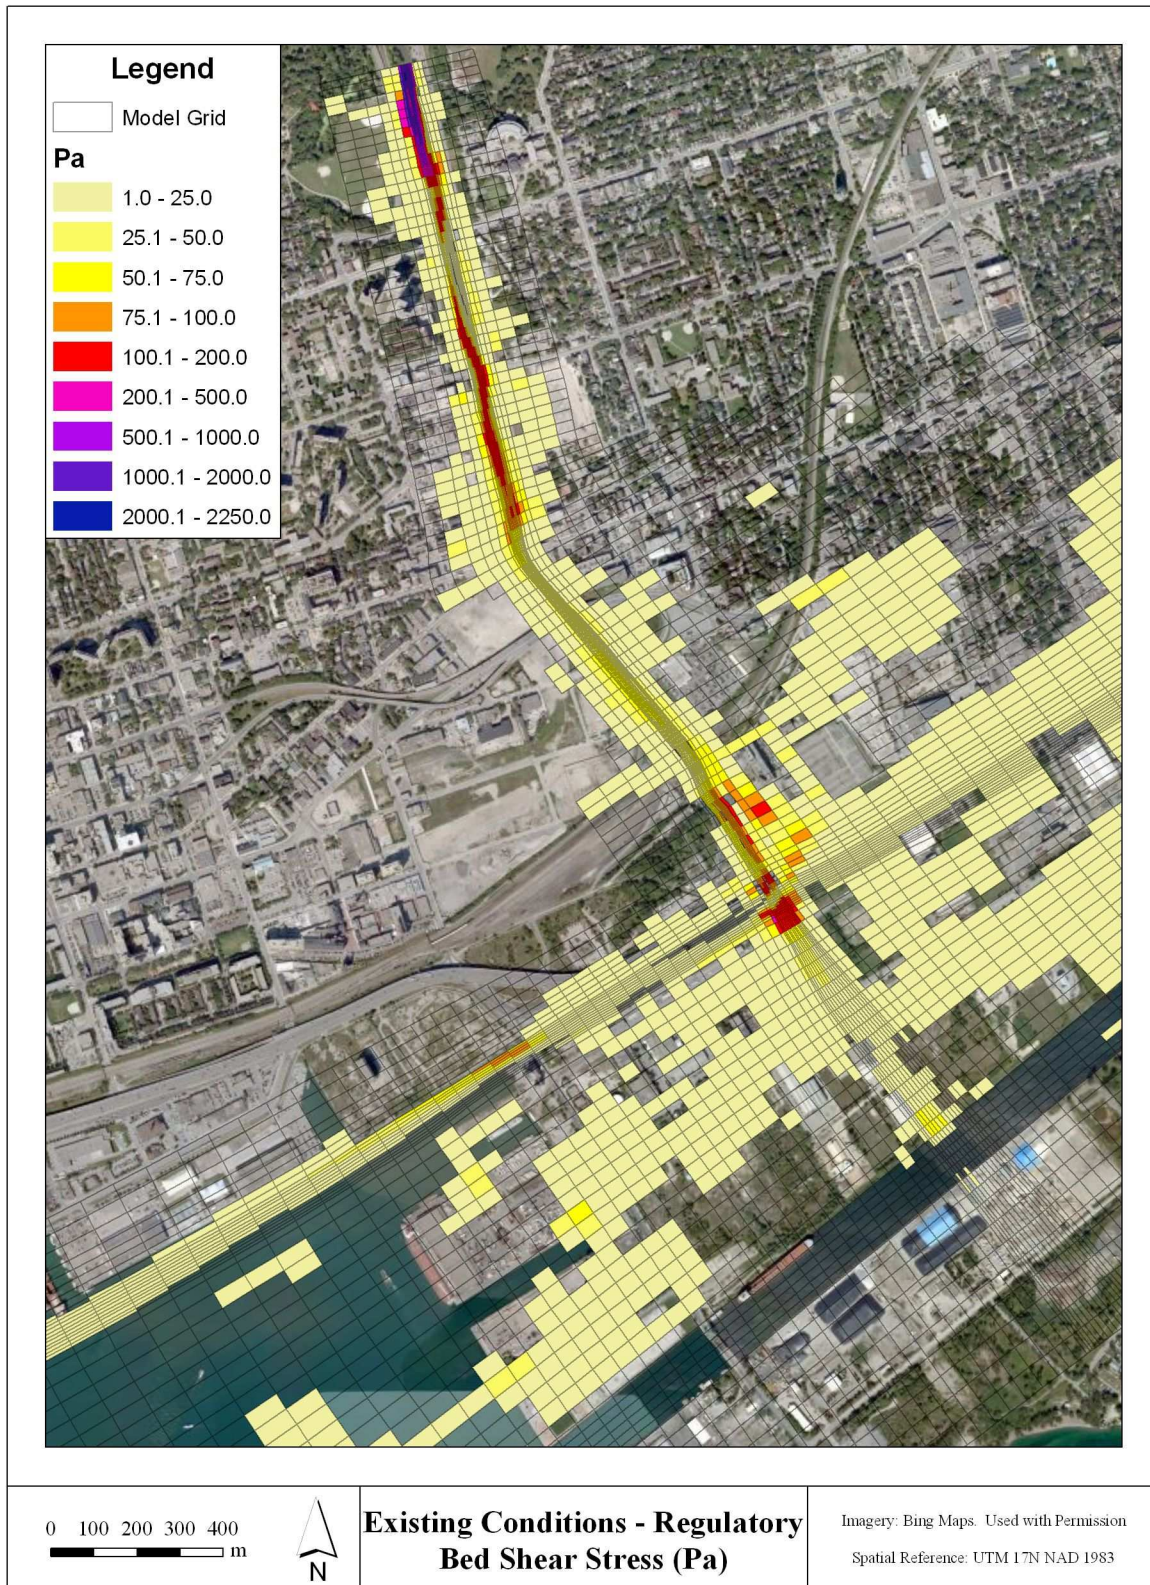 Legend
Model Grid
Pa
1.0 - 25.0
25.1 - 50.0
50.1 - 75.0
75.1 - 100.0
100.1 - 200.0
200.1 - 500.0
500.1 - 1000.0
1000.1 - 2000.0
2000.1 - 2250.0
0 100 200 300 400
m
N
Existing Conditions - Regulatory
Bed Shear Stress (Pa)
Imagery: Bing Maps. Used with Permission
Spatial Reference: UTM 17N NAD 1983